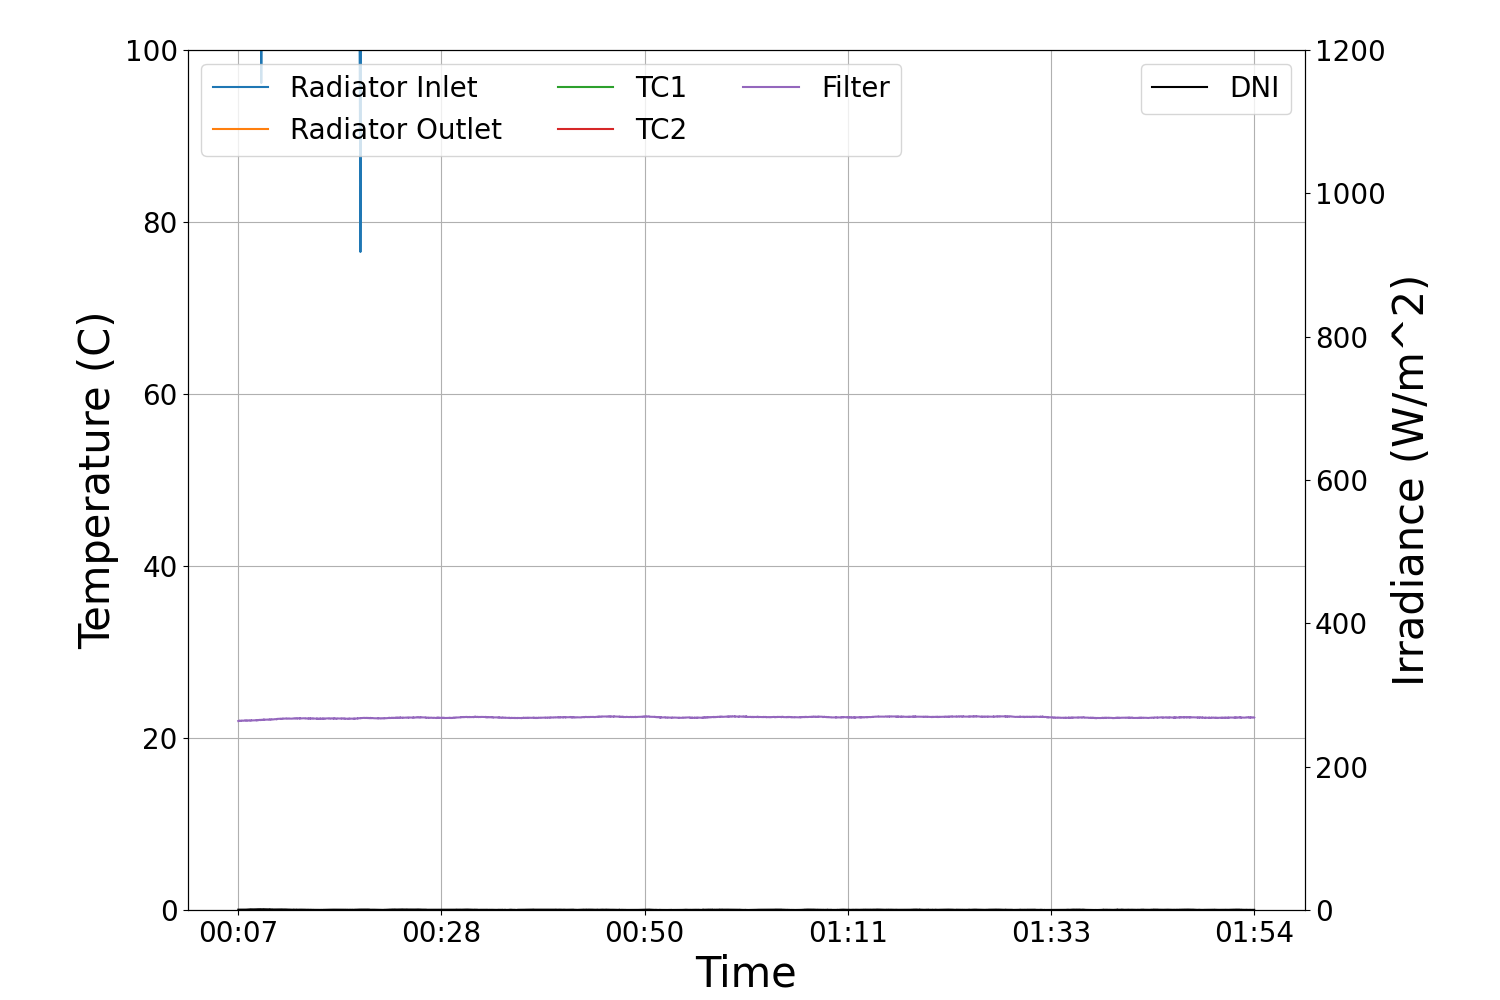 100
80
60
40
20
0
Temperature (C)
Radiator Inlet
Radiator Outlet
TC1
TC2
Filter
DNI
1200
1000
800
600
400
200
0
Irradiance (W/m^2)
00:07
00:28
00:50
01:11
01:33
01:54
Time